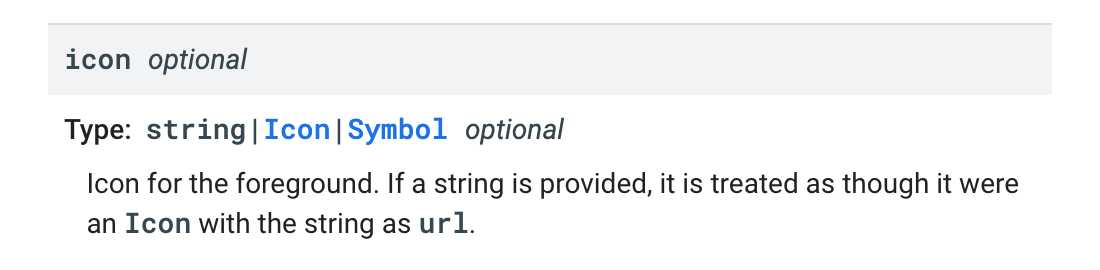 icon optional
Type: string|Icon|Symbol optional
Icon for the foreground. If a string is provided, it is treated as though it were
an Icon with the string as url.